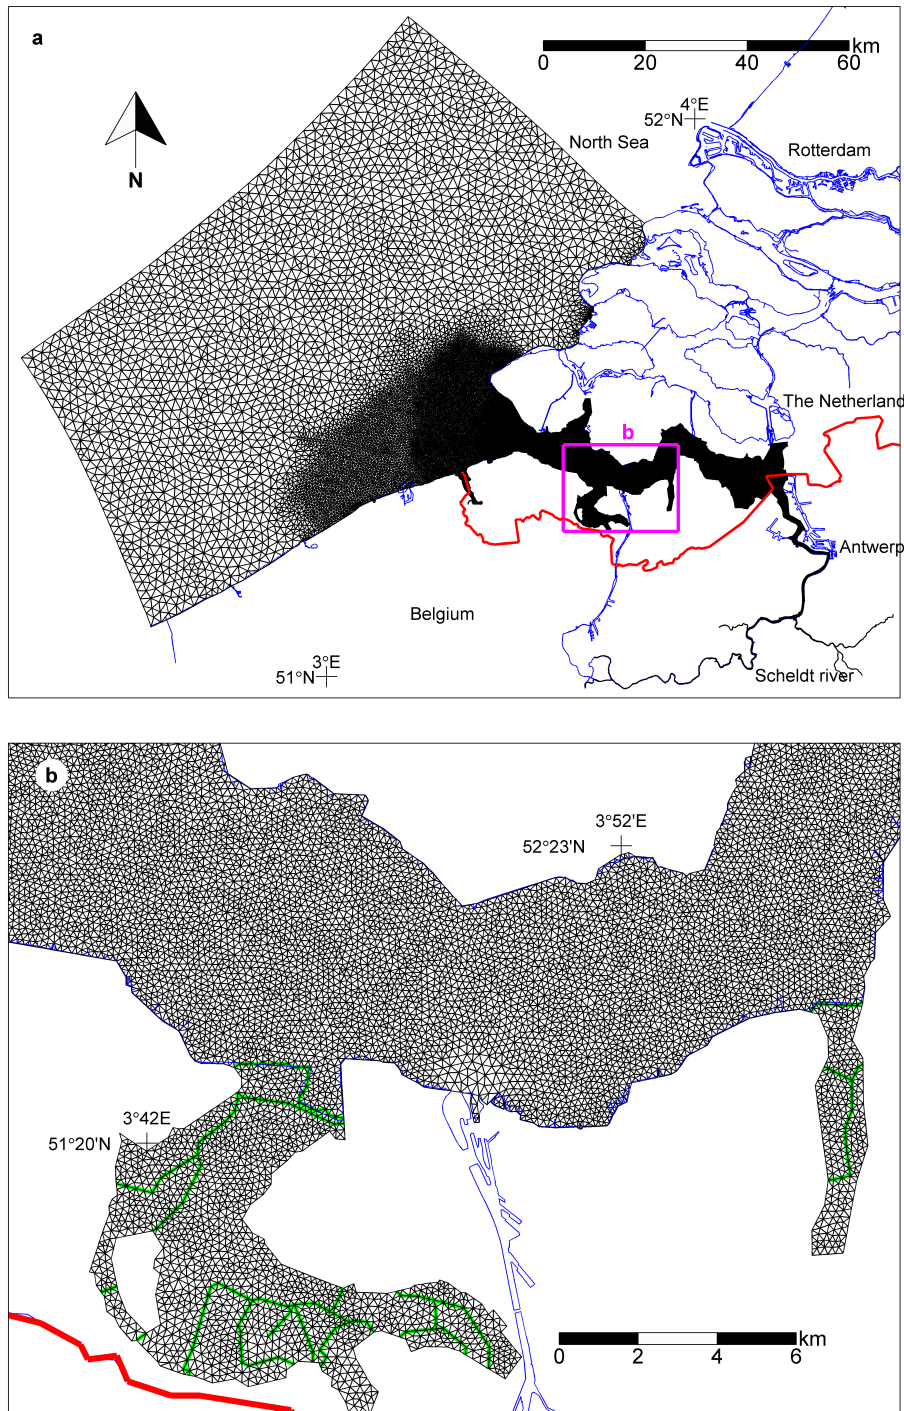 a
km
0 20 40 60
4°E
52°N
North Sea
Rotterdam
N
The Netherland
b
Antwerp
Belgium
3°E
51°N
Scheldt river
b
3°52'E
52°23'N
3°42E
51°20'N
km
0 2 4 6